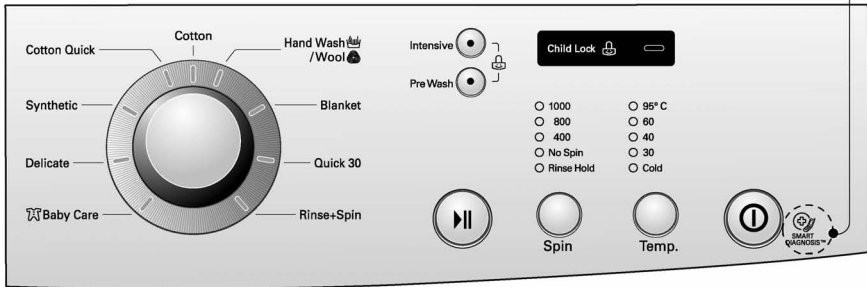 Cotton
Cotton Quick
Hand Wash
/Wool
Synthetic
Blanket
Delicate
Quick 30
Baby Care
Rinse+Spin
Intensive
Pre Wash
Child Lock
1000
800
400
No Spin
Rinse Hold
95° C
60
40
30
Cold
Spin
Temp.
SMART
DIAGNOSIS™